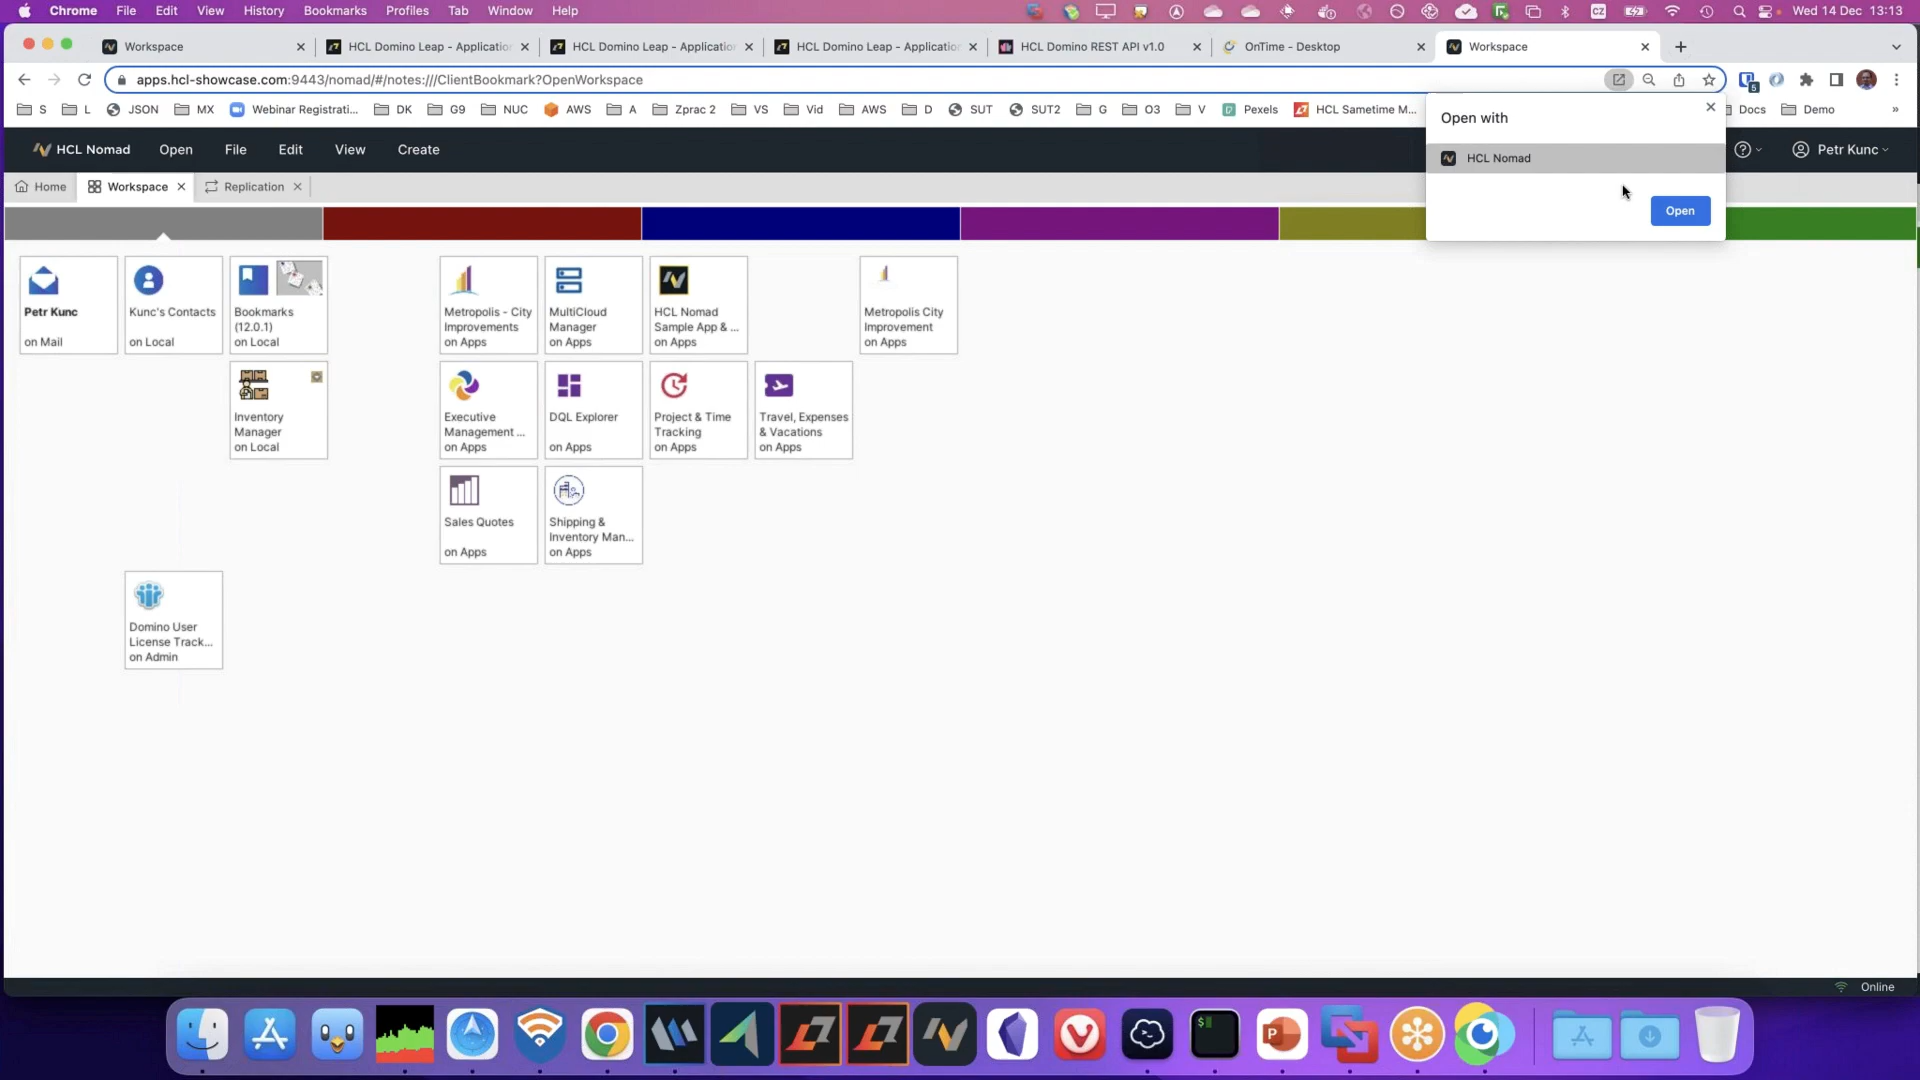 Chrome File Edit View History Bookmarks Profiles Tab Window Help CZ Wed 14 Dec 13:13
Workspace HCL Domino Leap - Applicatio HCL Domino Leap - Applicatio HCL Domino Leap - Applicatio HCL Domino REST API v1.0 OnTime - Desktop Workspace
apps.hcl-showcase.com:9443/nomad/#/notes:///ClientBookmark?OpenWorkspace 5
S L JSON MX Webinar Registrati... DK G9 NUC AWS A Zprac 2 VS Vid AWS D SUT SUT2 G O3 V Pexels HCL Sametime M... Docs Demo »
Open with
HCL Nomad
Open
HCL Nomad Open File Edit View Create Petr Kunc
Home Workspace Replication
Petr Kunc
on Mail
Kunc's Contacts
on Local
Bookmarks
(12.0.1)
on Local
Metropolis - City
Improvements
on Apps
MultiCloud
Manager
on Apps
HCL Nomad
Sample App & ...
on Apps
Metropolis City
Improvement
on Apps
Inventory
Manager
on Local
Executive
Management ...
on Apps
DQL Explorer
on Apps
Project & Time
Tracking
on Apps
Travel, Expenses
& Vacations
on Apps
Sales Quotes
on Apps
Shipping &
Inventory Man...
on Apps
Domino User
License Track...
on Admin
Online